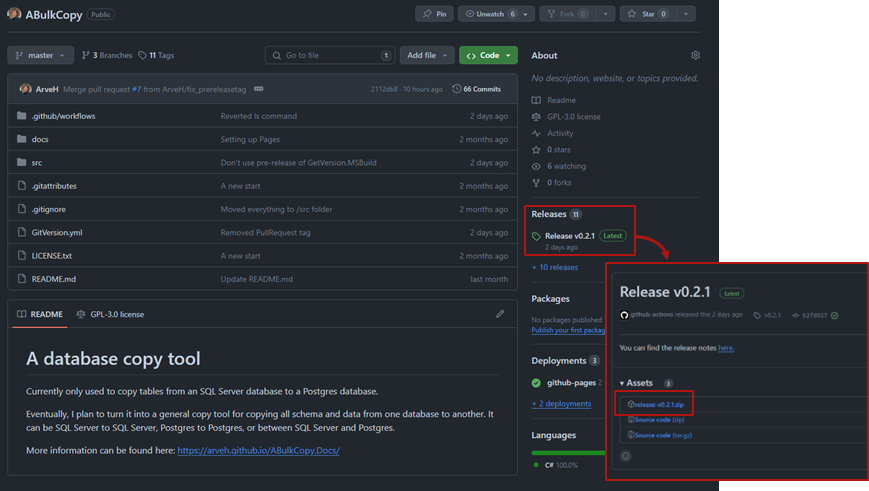 ABulkCopy Public
Pin
Unwatch 6
Fork 0
Star 0
master
3 Branches
11 Tags
Go to file t
Add file
Code
ArveH Merge pull request #7 from ArveH/fix_prereleasetag
2112db8 · 10 hours ago
66 Commits
.github/workflows Reverted ls command 2 days ago
docs Setting up Pages 2 months ago
src Don't use pre-release of GetVersion.MSBuild 2 days ago
.gitattributes A new start 2 months ago
.gitignore Moved everything to /src folder 2 months ago
GitVersion.yml Removed PullRequest tag 2 days ago
LICENSE.txt A new start 2 months ago
README.md Update README.md last month
README
GPL-3.0 license
A database copy tool
Currently only used to copy tables from an SQL Server database to a Postgres database.
Eventually, I plan to turn it into a general copy tool for copying all schema and data from one database to another. It
can be SQL Server to SQL Server, Postgres to Postgres, or between SQL Server and Postgres.
More information can be found here: https://arveh.github.io/ABulkCopy.Docs/
About
No description, website, or topics provided.
Readme
GPL-3.0 license
Activity
0 stars
6 watching
0 forks
Releases 11
Release v0.2.1 Latest
2 days ago
+ 10 releases
Packages
No packages published
Publish your first packag
Deployments 3
github-pages 2
+ 2 deployments
Languages
C# 100.0%
Release v0.2.1 Latest
github-actions released this 2 days ago
v0.2.1
You can find the release notes here.
Assets 3
release-v0.2.1.zip
Source code (zip)
Source code (tar.gz)